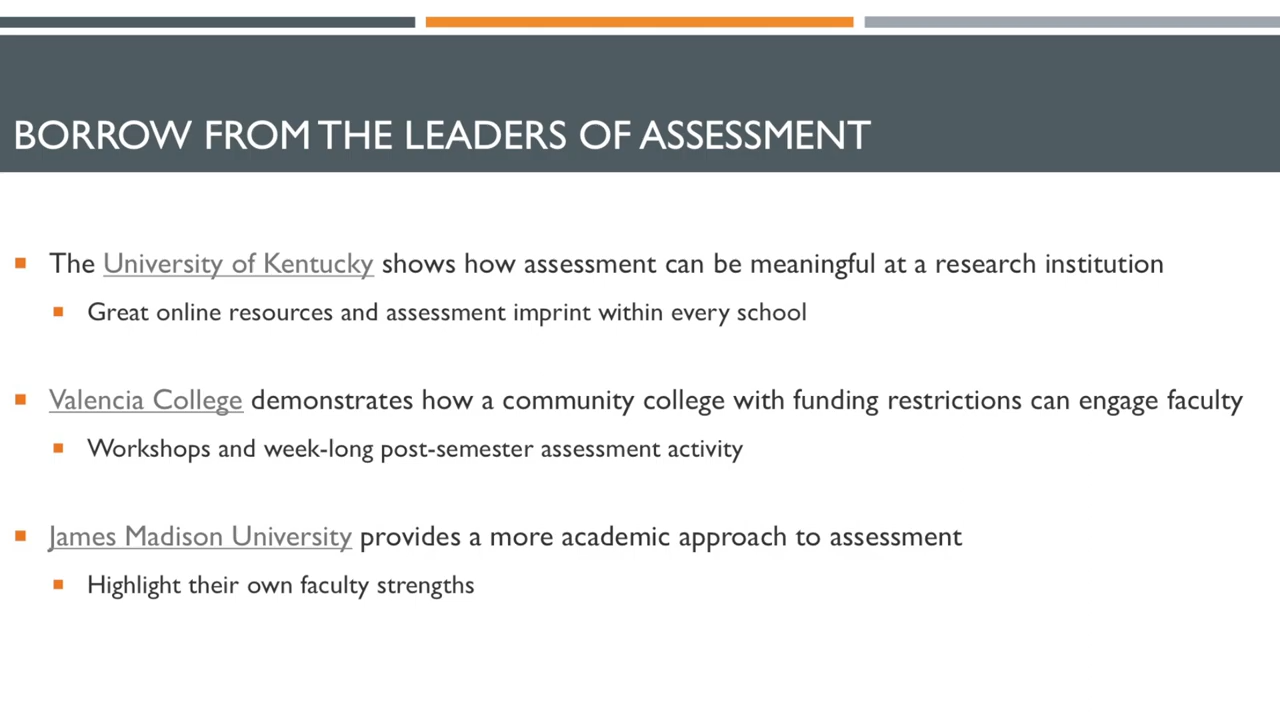 BORROW FROM THE LEADERS OF ASSESSMENT
The University of Kentucky shows how assessment can be meaningful at a research institution
Great online resources and assessment imprint within every school
Valencia College demonstrates how a community college with funding restrictions can engage faculty
Workshops and week-long post-semester assessment activity
James Madison University provides a more academic approach to assessment
Highlight their own faculty strengths